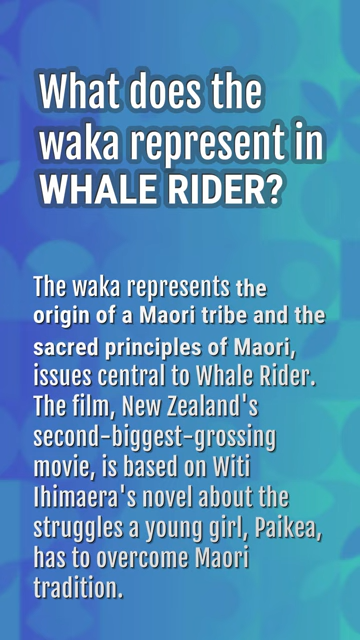 What does the
waka represent in
WHALE RIDER?
The waka represents the
origin of a Maori tribe and the
sacred principles of Maori,
issues central to Whale Rider.
The film, New Zealand's
second-biggest-grossing
movie, is based on Witi
Ihimaera's novel about the
struggles a young girl, Paikea,
has to overcome Maori
tradition.